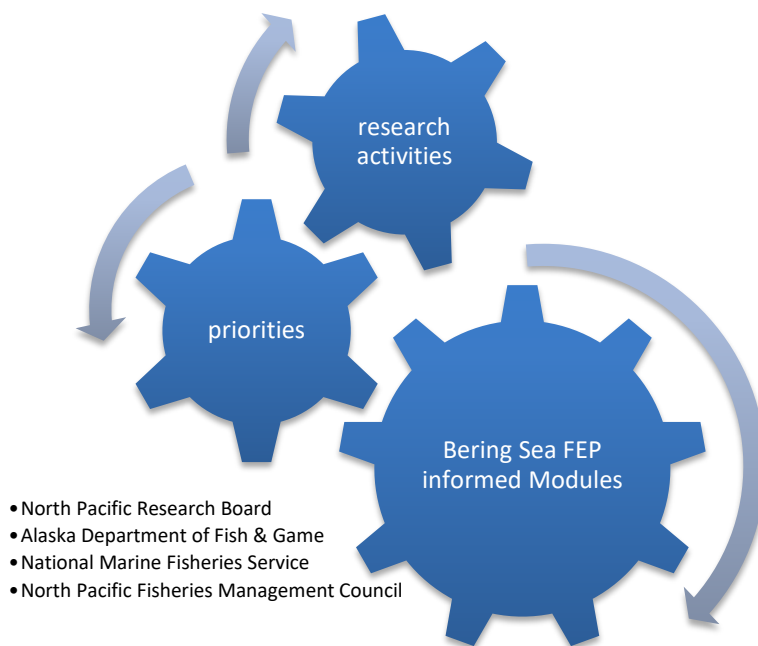 research
activities
priorities
Bering Sea FEP
informed Modules
•North Pacific Research Board
•Alaska Department of Fish & Game
•National Marine Fisheries Service
•North Pacific Fisheries Management Council